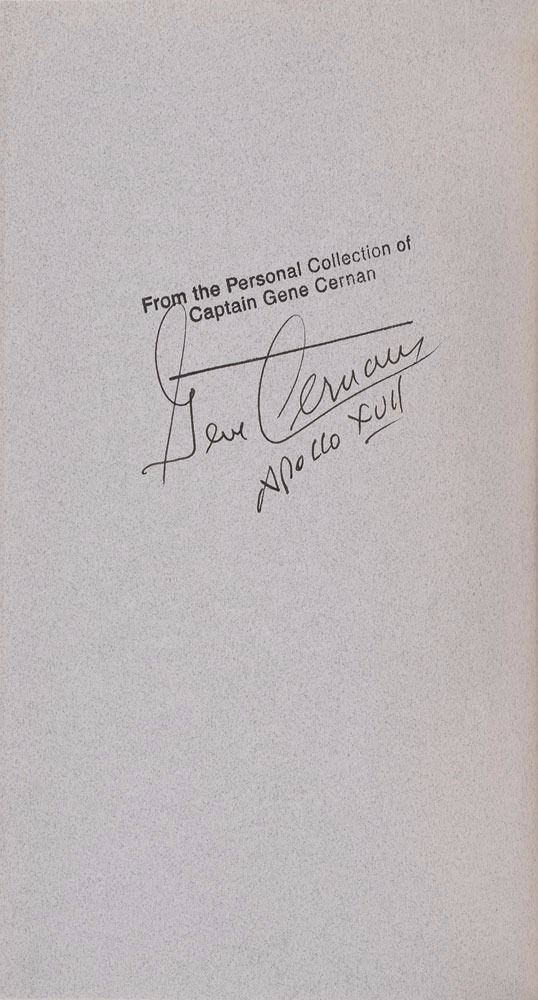 From the Personal Collection of
Captain Gene Cernan
Gene Cernan
Apollo XVII